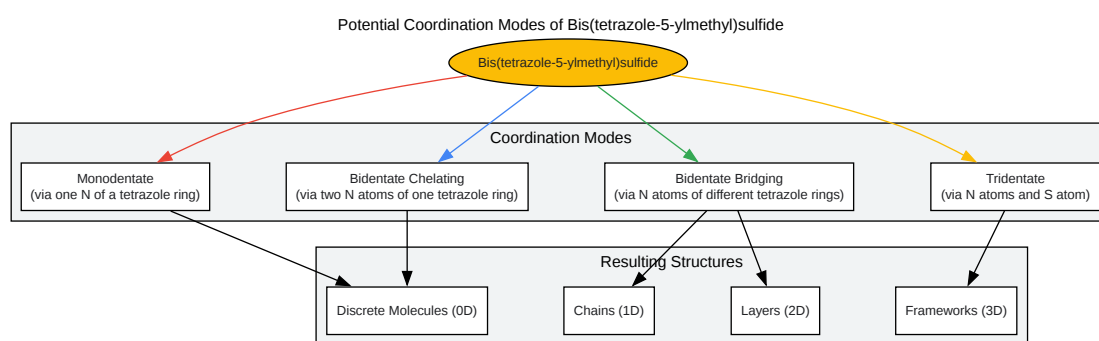 Potential Coordination Modes of Bis(tetrazole-5-ylmethyl)sulfide
Bis(tetrazole-5-ylmethyl)sulfide
Coordination Modes
Monodentate
(via one N of a tetrazole ring)
Bidentate Chelating
(via two N atoms of one tetrazole ring)
Bidentate Bridging
(via N atoms of different tetrazole rings)
Tridentate
(via N atoms and S atom)
Resulting Structures
Discrete Molecules (0D)
Chains (1D)
Layers (2D)
Frameworks (3D)